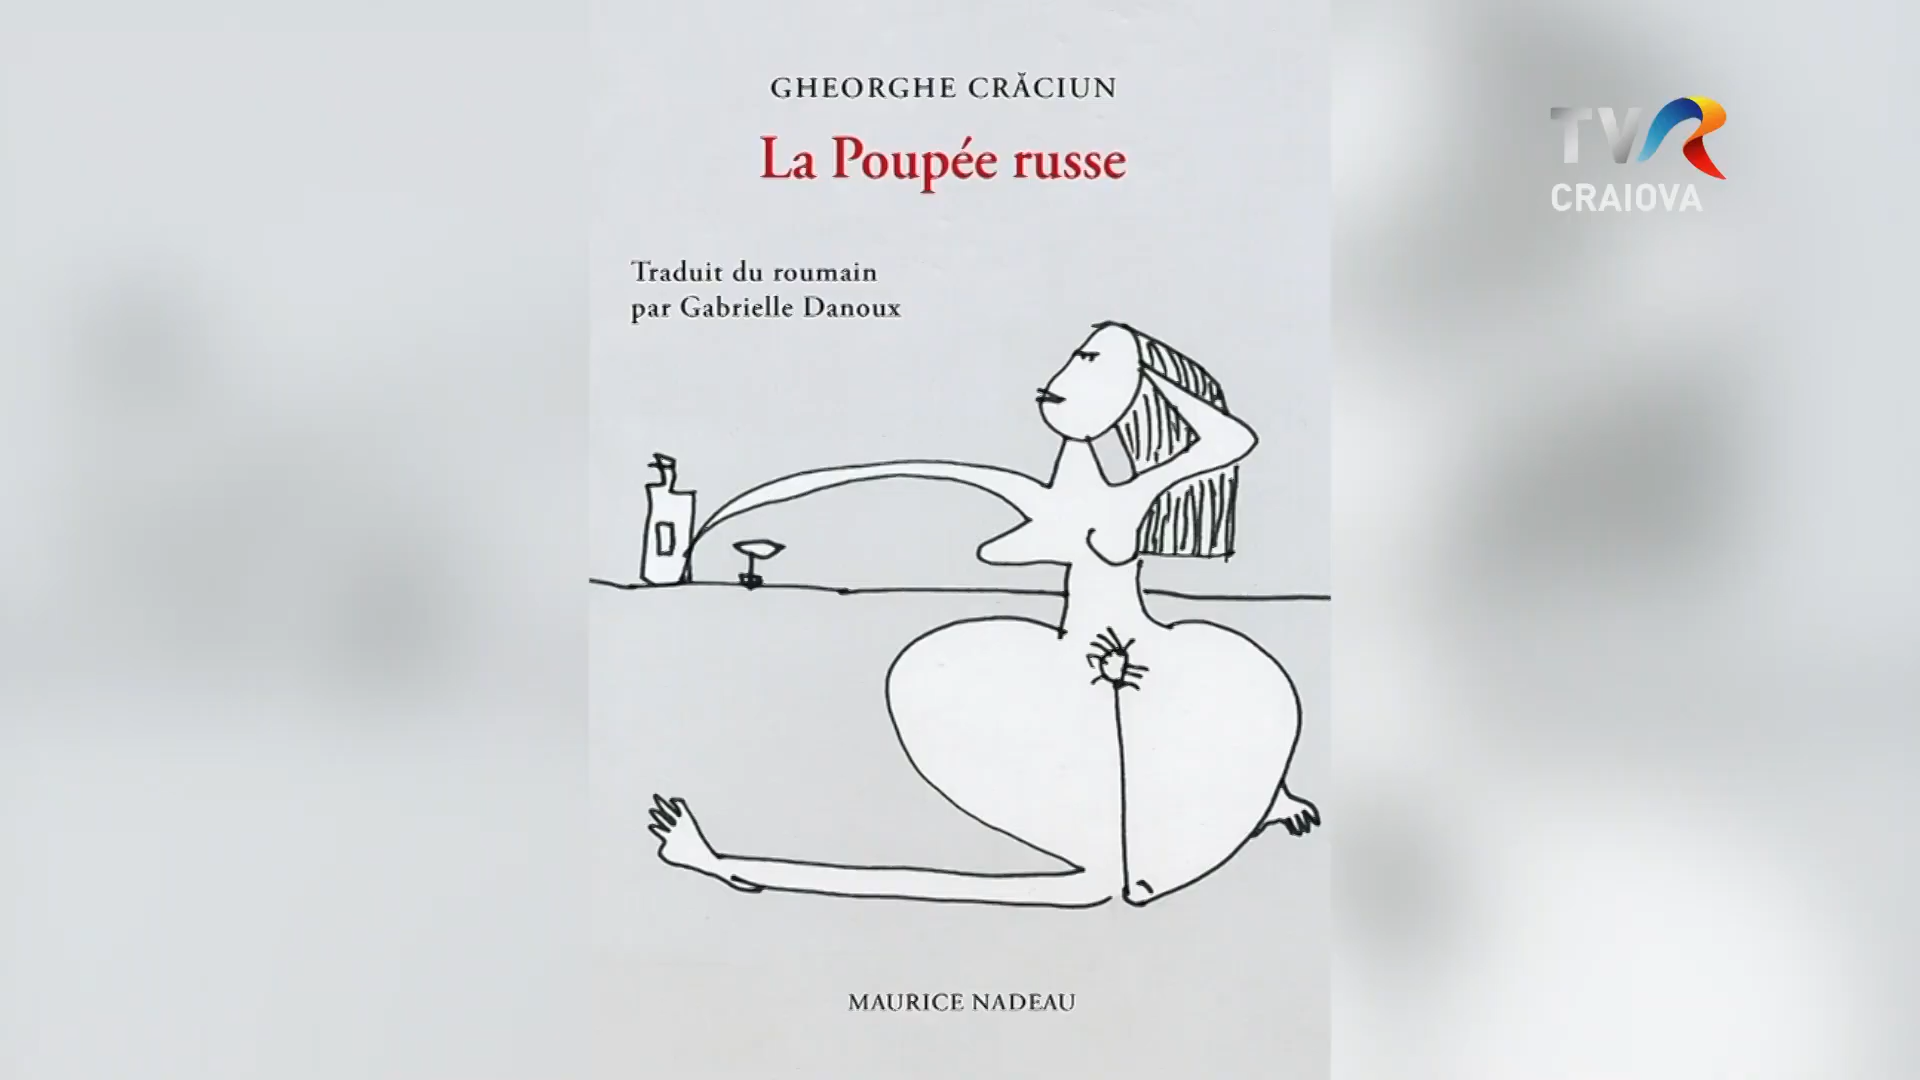 GHEORGHE CRĂCIUN
La Poupée russe
Traduit du roumain
par Gabrielle Danoux
MAURICE NADEAU
TVR
CRAIOVA